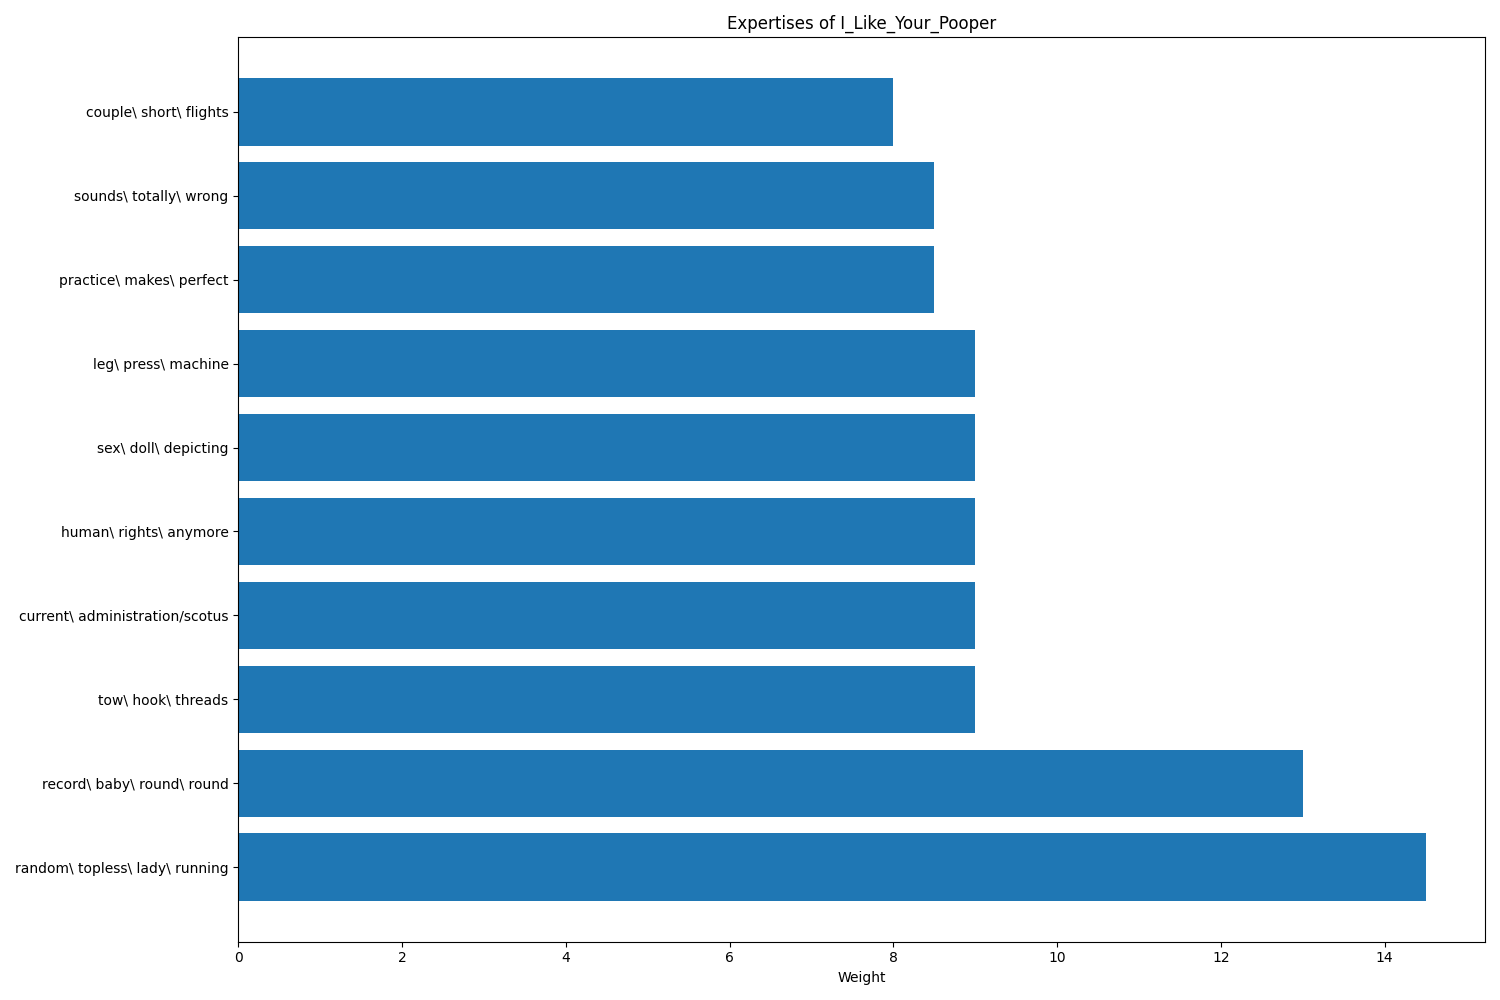 Expertises of I_Like_Your_Pooper
couple\ short\ flights
sounds\ totally\ wrong
practice\ makes\ perfect
leg\ press\ machine
sex\ doll\ depicting
human\ rights\ anymore
current\ administration/scotus
tow\ hook\ threads
record\ baby\ round\ round
random\ topless\ lady\ running
0 2 4 6 8 10 12 14
Weight